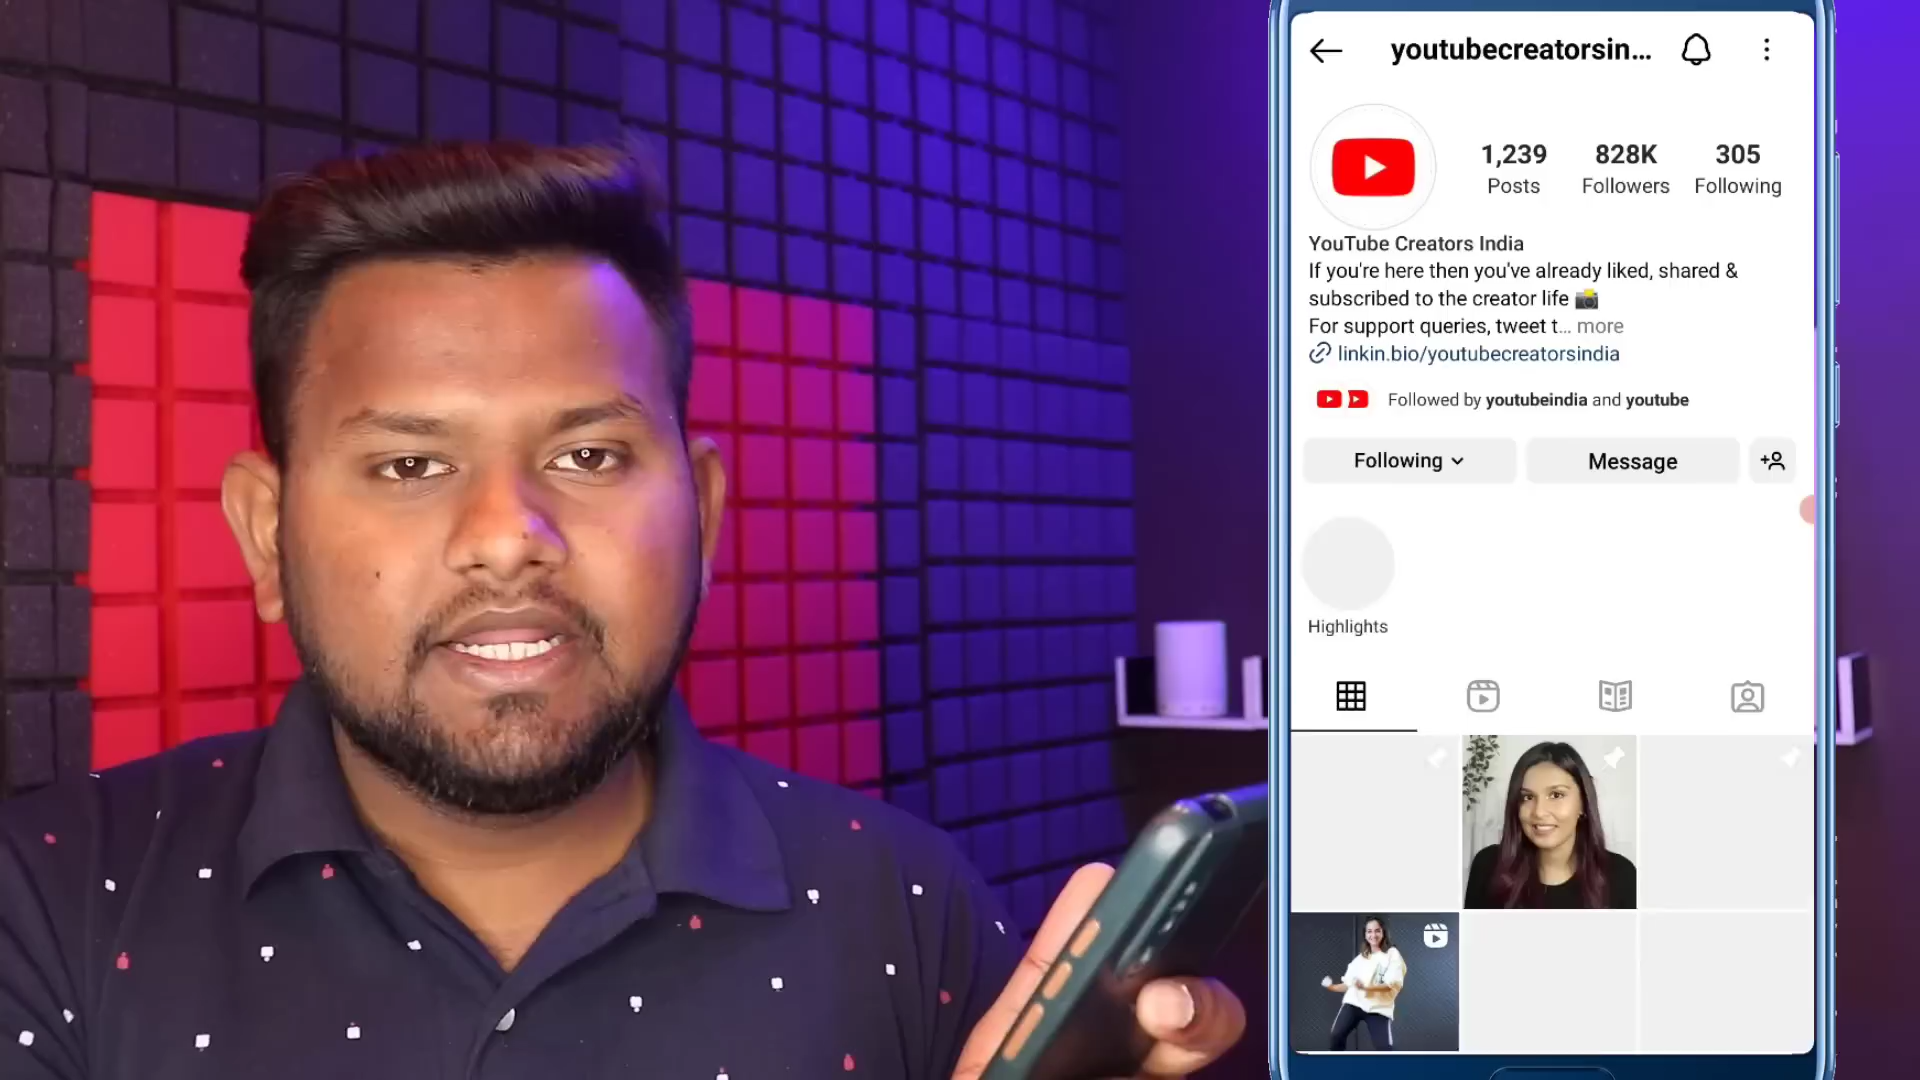 youtubecreatorsin...
1,239 828K 305
Posts Followers Following
YouTube Creators India
If you're here then you've already liked, shared &
subscribed to the creator life 📸
For support queries, tweet t... more
linkin.bio/youtubecreatorsindia
Followed by youtubeindia and youtube
Following Message
Highlights